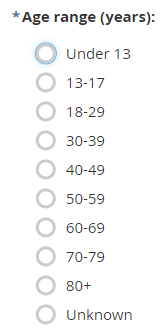 *Age range (years):
Under 13
13-17
18-29
30-39
40-49
50-59
60-69
70-79
80+
Unknown